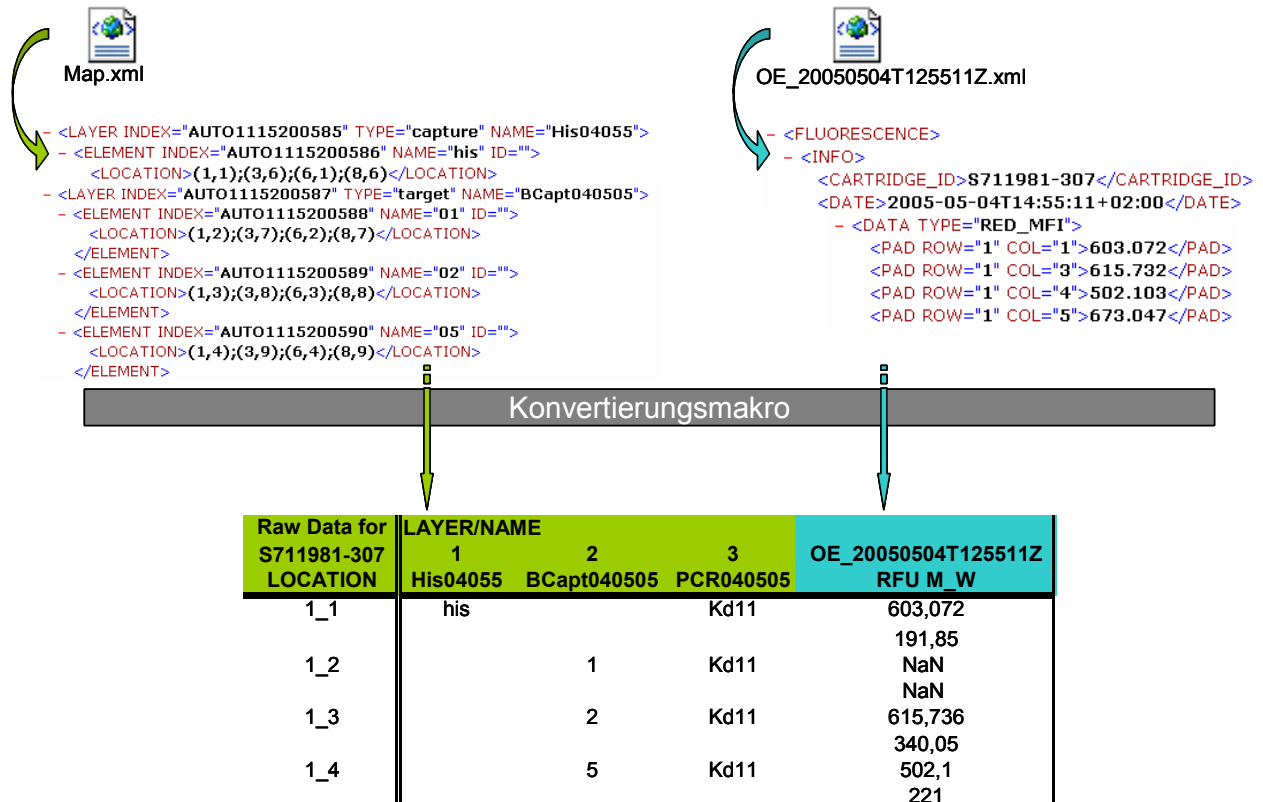 Map.xml
- <LAYER INDEX="AUTO1115200585" TYPE="capture" NAME="His04055">
- <ELEMENT INDEX="AUTO1115200586" NAME="his" ID="">
<LOCATION>(1,1);(3,6);(6,1);(8,6)</LOCATION>
- <LAYER INDEX="AUTO1115200587" TYPE="target" NAME="BCapt040505">
- <ELEMENT INDEX="AUTO1115200588" NAME="01" ID="">
<LOCATION>(1,2);(3,7);(6,2);(8,7)</LOCATION>
</ELEMENT>
- <ELEMENT INDEX="AUTO1115200589" NAME="02" ID="">
<LOCATION>(1,3);(3,8);(6,3);(8,8)</LOCATION>
</ELEMENT>
- <ELEMENT INDEX="AUTO1115200590" NAME="05" ID="">
<LOCATION>(1,4);(3,9);(6,4);(8,9)</LOCATION>
</ELEMENT>
OE_20050504T125511Z.xml
- <FLUORESCENCE>
- <INFO>
<CARTRIDGE_ID>S711981-307</CARTRIDGE_ID>
<DATE>2005-05-04T14:55:11+02:00</DATE>
- <DATA TYPE="RED_MFI">
<PAD ROW="1" COL="1">603.072</PAD>
<PAD ROW="1" COL="3">615.732</PAD>
<PAD ROW="1" COL="4">502.103</PAD>
<PAD ROW="1" COL="5">673.047</PAD>
Konvertierungsmakro
Raw Data for LAYER/NAME
S711981-307 1 2 3 OE_20050504T125511Z
LOCATION His04055 BCapt040505 PCR040505 RFU M_W
1_1 his Kd11 603,072
191,85
1_2 1 Kd11 NaN
NaN
1_3 2 Kd11 615,736
340,05
1_4 5 Kd11 502,1
221